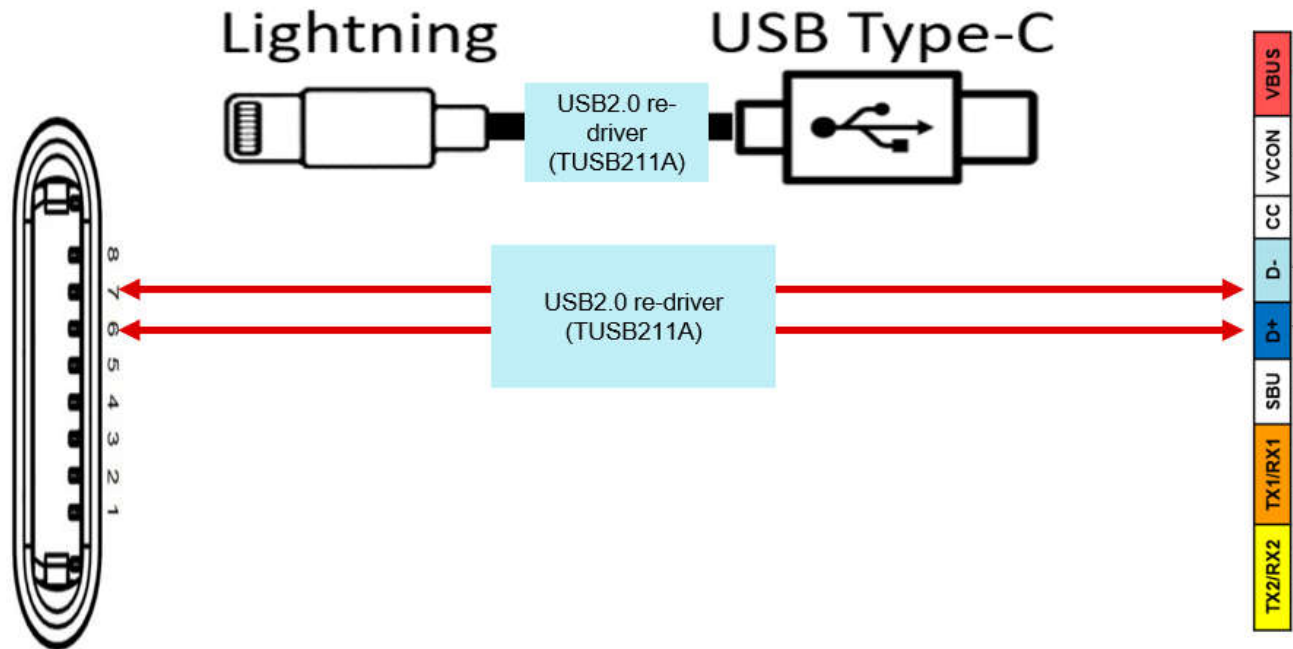 Lightning
USB Type-C
USB2.0 re-
driver
(TUSB211A)
8
7
6
5
4
3
2
1
USB2.0 re-driver
(TUSB211A)
VBUS
VCON
CC
D-
D+
SBU
TX1/RX1
TX2/RX2